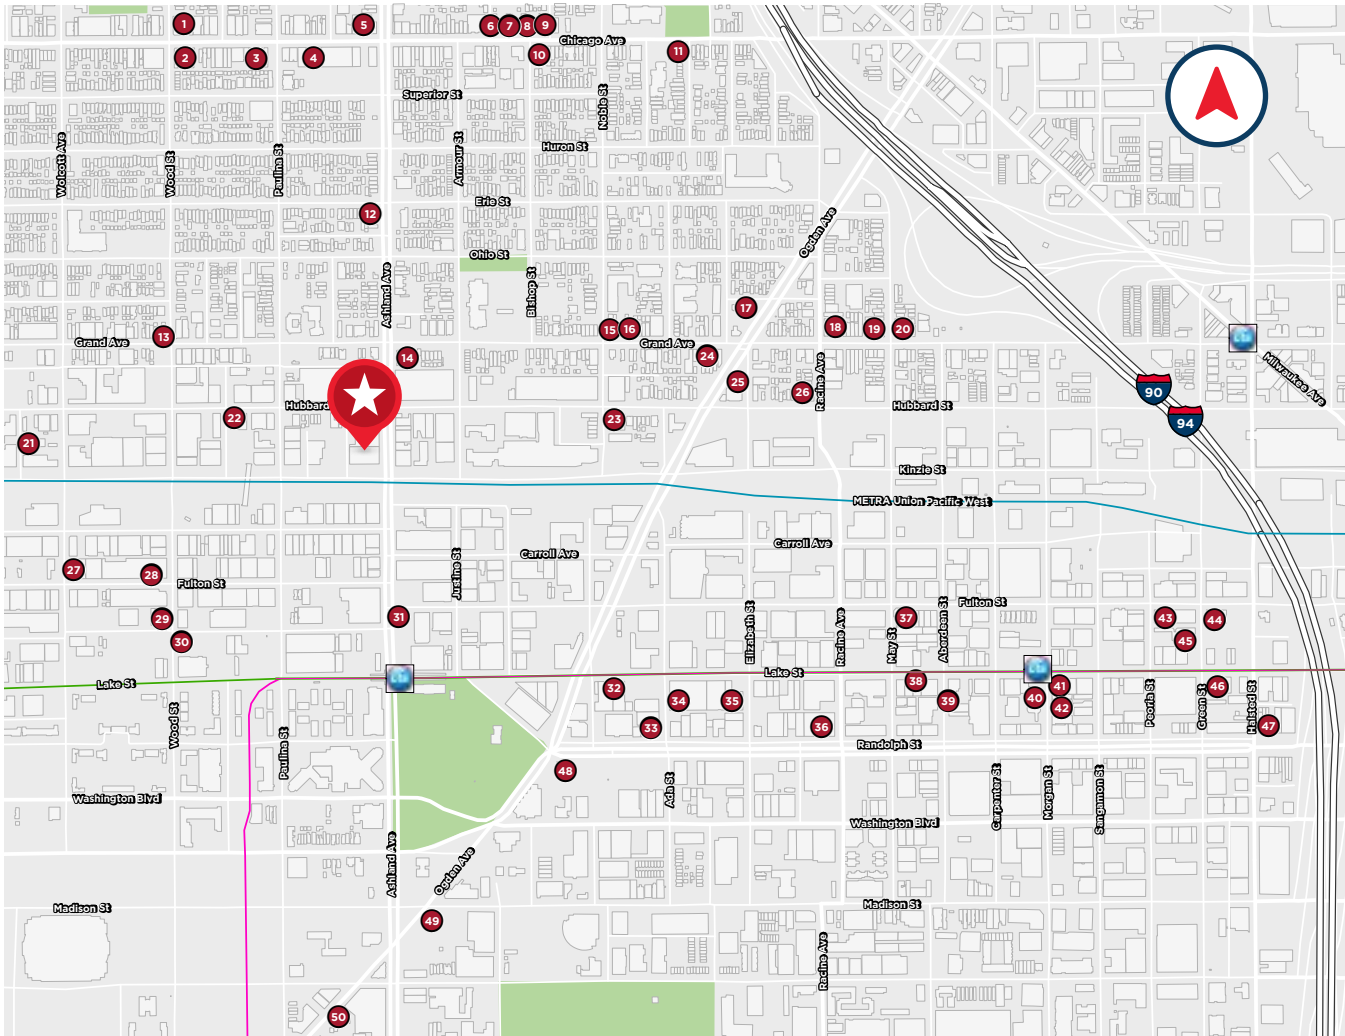 1
5
6
7
8
9
Chicago Ave
2
3
4
10
11
Superior St
Noble St
Wolcott Ave
Wood St
Paulina St
Armour St
Huron St
Erie St
12
Ogden Ave
Ohio St
Ashland Ave
Bishop St
17
13
Grand Ave
15
16
Grand Ave
18
19
20
14
24
Milwaukee Ave
25
26
Racine Ave
90
Hubbard
Hubbard St
22
23
94
21
Kinzie St
METRA Union Pacific West
Carroll Ave
Carroll Ave
27
28
Fulton St
Justine St
29
30
31
Elizabeth St
Racine Ave
May St
37
Aberdeen St
Fulton St
43
44
45
Lake St
Lake St
32
34
35
38
39
40
41
42
Peoria St
Green St
46
Halsted St
47
33
36
Wood St
Paulina St
Randolph St
48
Ada St
Carpenter St
Morgan St
Sangamon St
Washington Blvd
Washington Blvd
Ashland Ave
Ogden Ave
Madison St
Madison St
49
Racine Ave
50